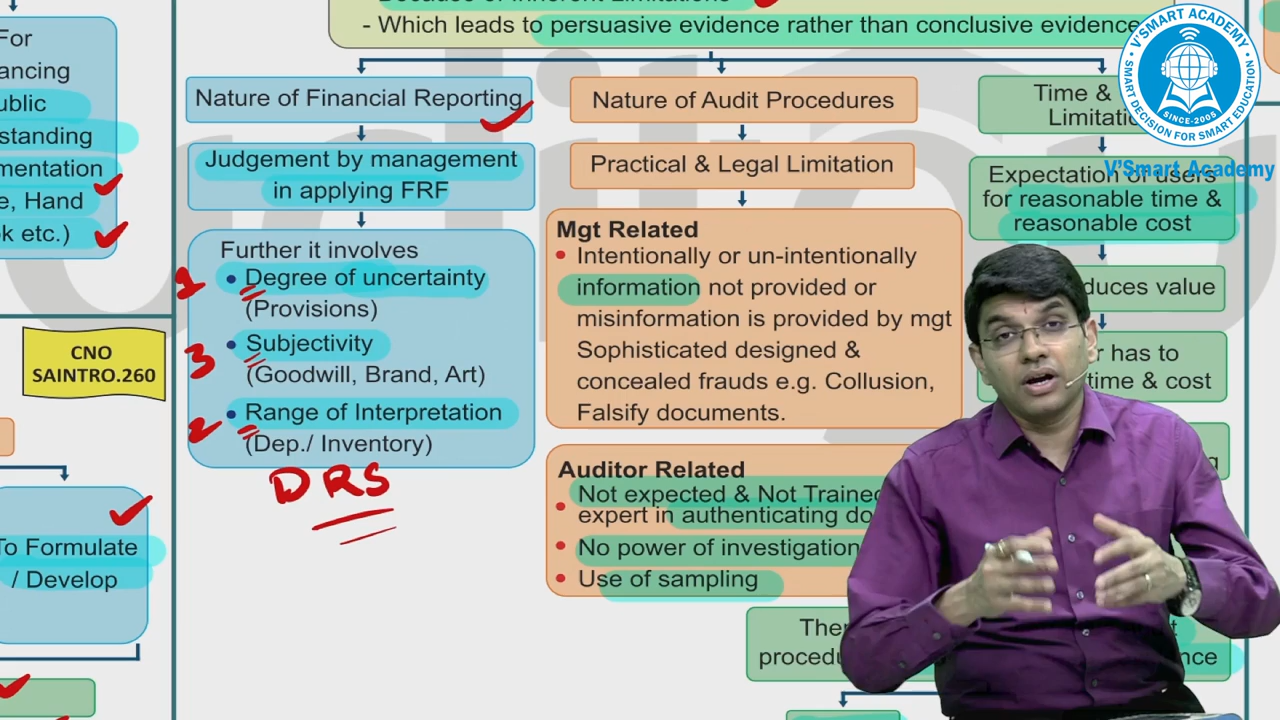 - Which leads to persuasive evidence rather than conclusive evidence
V'SMART ACADEMY
SMART DECISION FOR SMART EDUCATION
SINCE-2005
V'Smart Academy
For
standing
e, Hand
k etc.)
CNO
SAINTRO.260
To Formulate
/ Develop
Nature of Financial Reporting
Judgement by management
in applying FRF
Further it involves
1
• Degree of uncertainty
(Provisions)
3
• Subjectivity
(Goodwill, Brand, Art)
2
• Range of Interpretation
(Dep./ Inventory)
DRS
Nature of Audit Procedures
Practical & Legal Limitation
Mgt Related
• Intentionally or un-intentionally
information not provided or
misinformation is provided by mgt
Sophisticated designed &
concealed frauds e.g. Collusion,
Falsify documents.
Auditor Related
• Not expected & Not Trained
expert in authenticating do
• No power of investigation
• Use of sampling
Time &
Expectation of users
for reasonable time &
reasonable cost
duces value
has to
time & cost